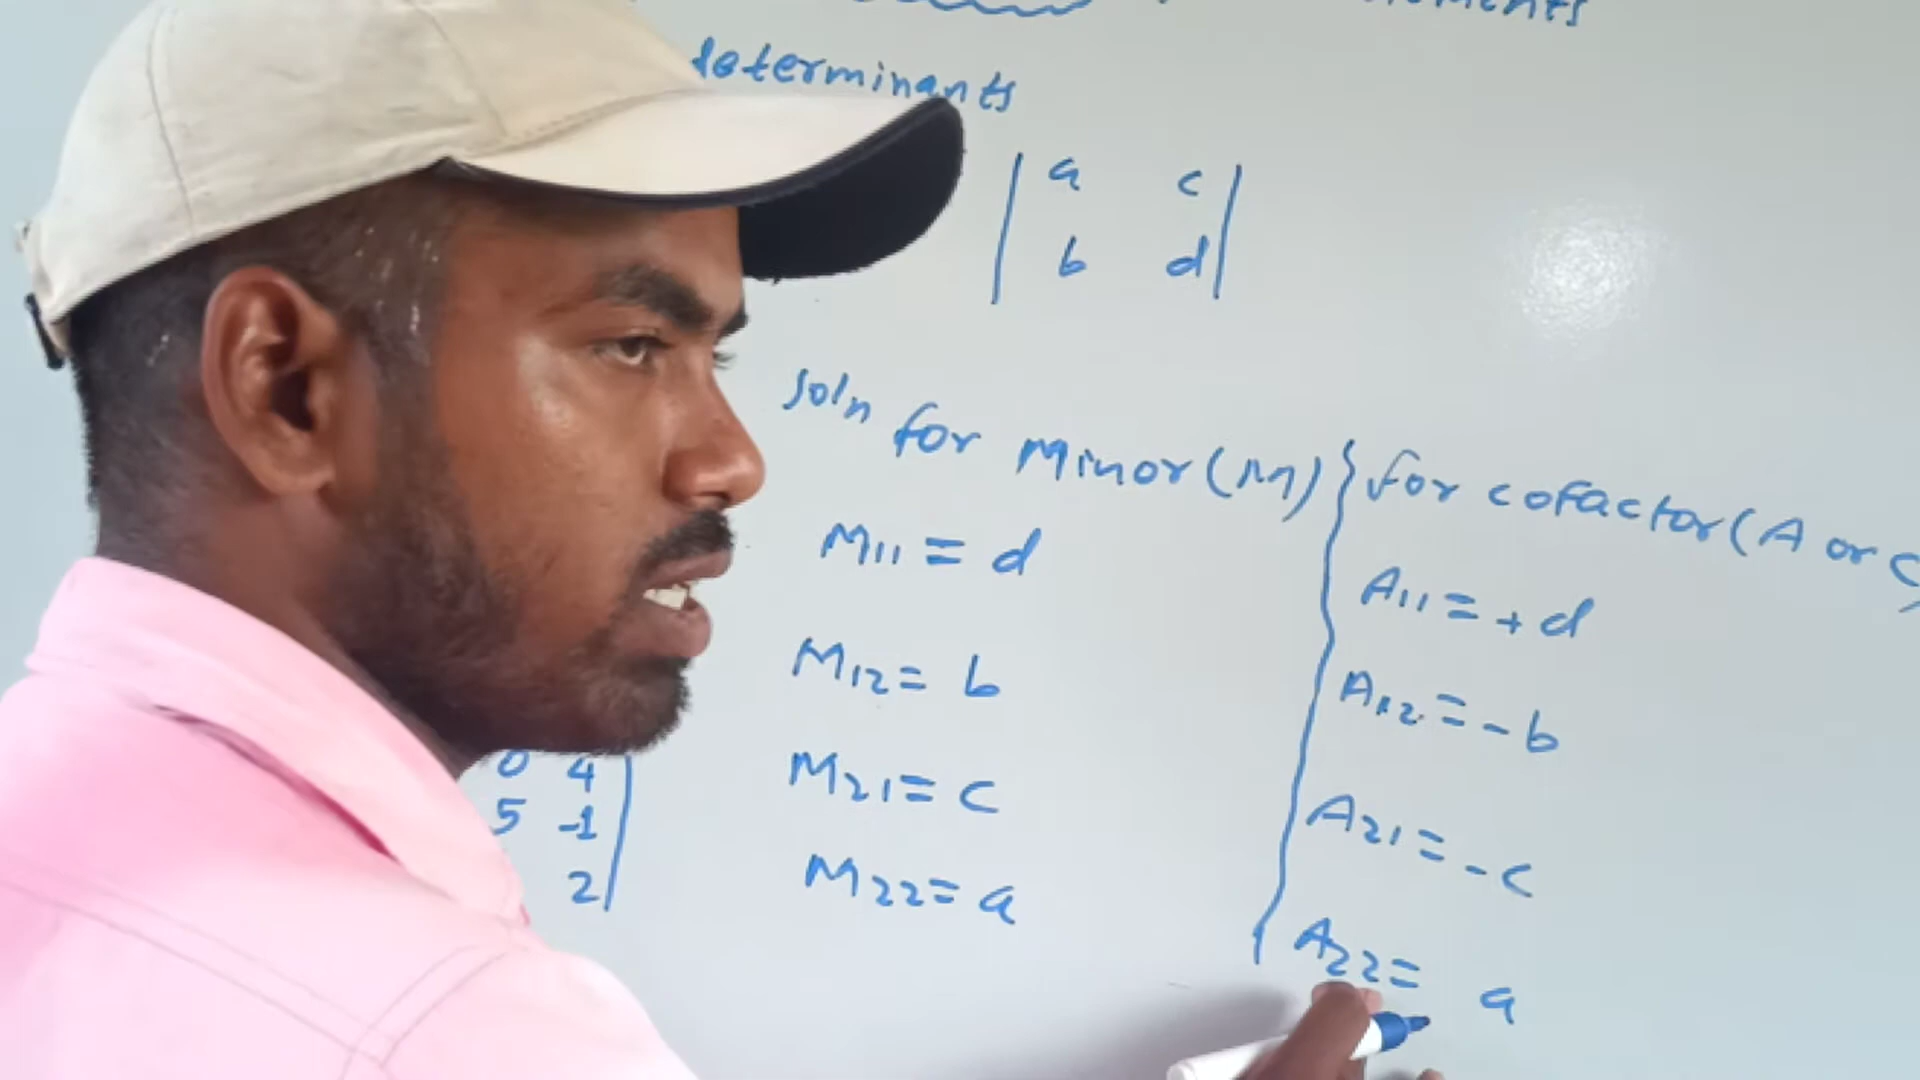 determinants
a c
b d
soln for Minor (M) for cofactor (A or C)
M11 = d
A11 = + d
M12 = b
A12 = - b
0 4
5 -1
2
M21 = c
A21 = - c
M22 = a
A22 = a